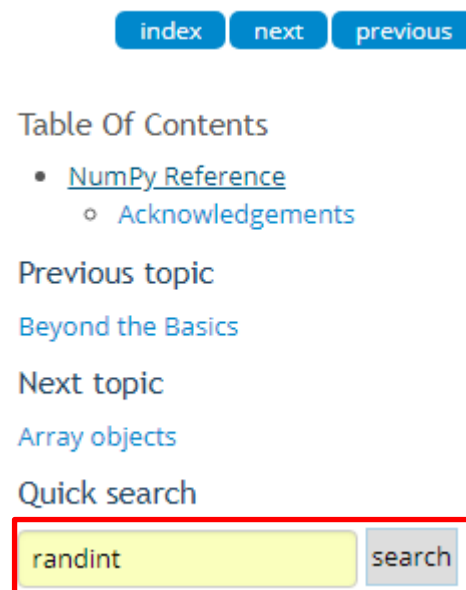 index next previous
Table Of Contents
NumPy Reference
Acknowledgements
Previous topic
Beyond the Basics
Next topic
Array objects
Quick search
randint search